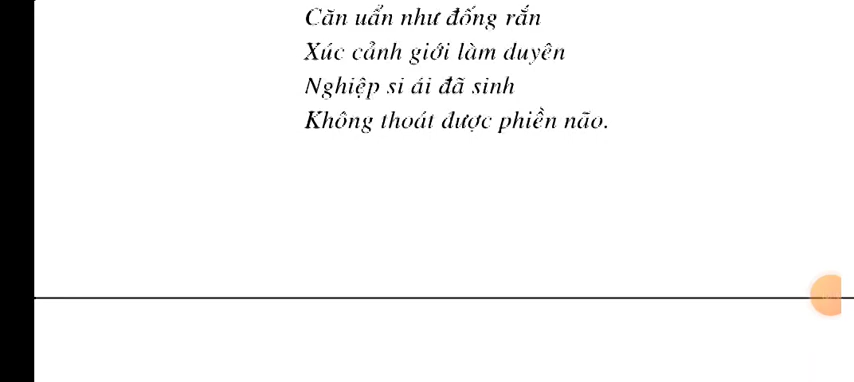 Căn uẩn như đống rắn
Xúc cảnh giới làm duyên
Nghiệp si ái đã sinh
Không thoát được phiền não.